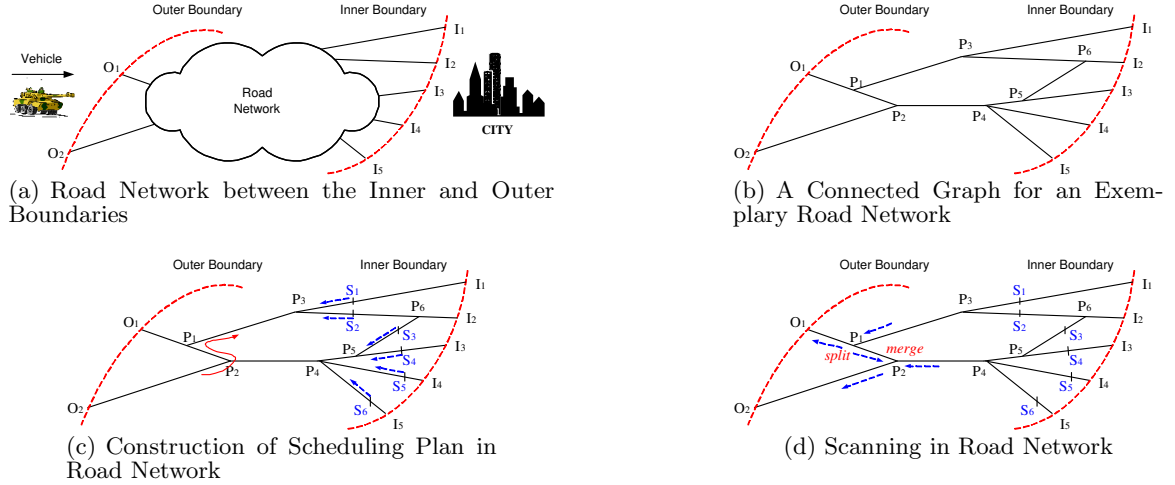 Outer Boundary
Inner Boundary
I1
Vehicle
O1
I2
Road
Network
I3
I4
CITY
O2
I5
(a) Road Network between the Inner and Outer
Boundaries
Outer Boundary
Inner Boundary
I1
P3
P6
O1
I2
P1
P5
I3
P2
P4
I4
O2
I5
(b) A Connected Graph for an Exem-
plary Road Network
Outer Boundary
Inner Boundary
S1
I1
P3
P6
O1
S2
I2
P1
S3
P5
I3
S4
P2
P4
S5
I4
O2
S6
I5
(c) Construction of Scheduling Plan in
Road Network
Outer Boundary
Inner Boundary
S1
I1
P3
P6
O1
S2
I2
P1
S3
split
merge
P5
I3
S4
P2
P4
S5
I4
O2
S6
I5
(d) Scanning in Road Network